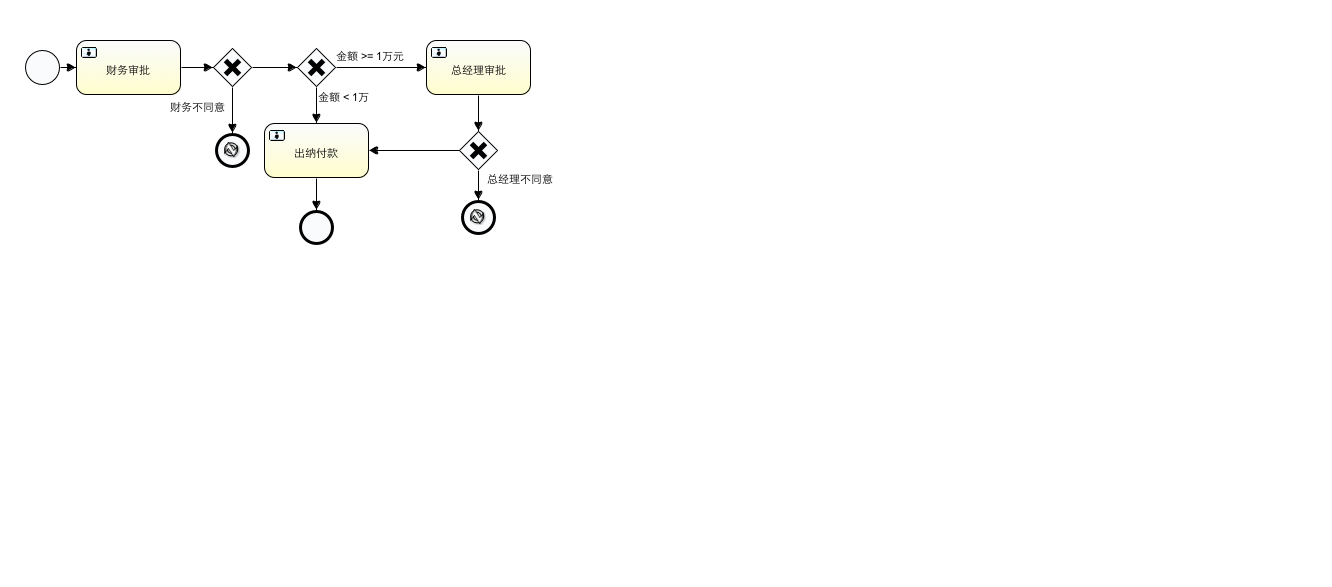 财务审批
金额 >= 1万元
总经理审批
财务不同意
金额 < 1万
出纳付款
总经理不同意